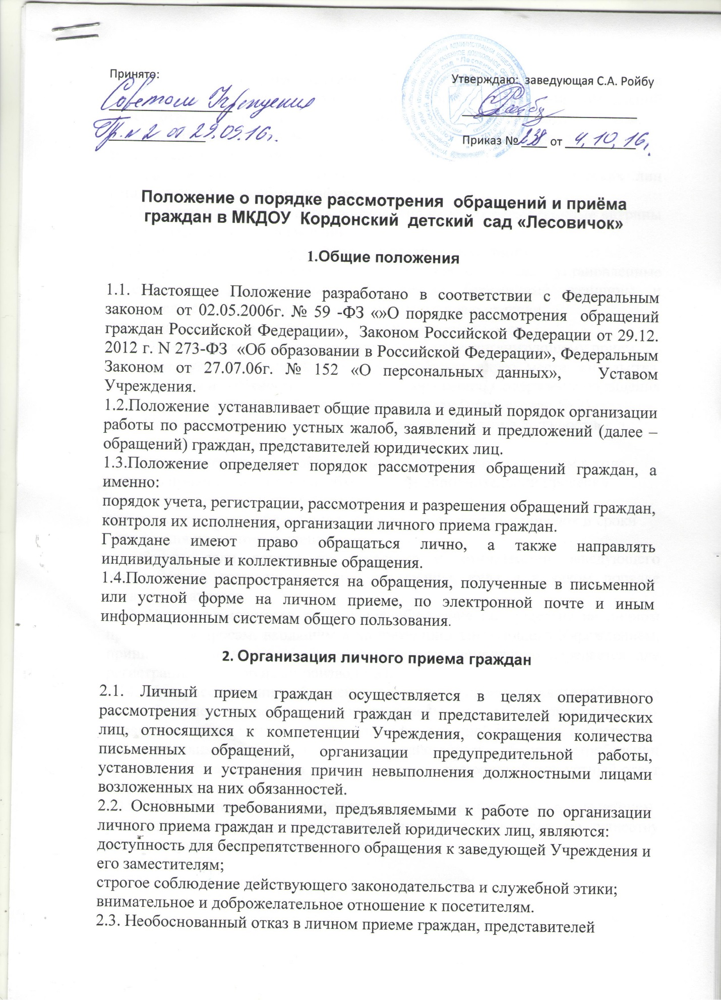 Принято:
Советом Учреждения
Пр. № 2 от 29.09.16г.
Утверждаю: заведующая С.А. Ройбу
Ройбу
Приказ № 238 от 4.10.16г.
Положение о порядке рассмотрения обращений и приёма
граждан в МКДОУ Кордонский детский сад «Лесовичок»
1.Общие положения
1.1. Настоящее Положение разработано в соответствии с Федеральным
законом от 02.05.2006г. № 59 -ФЗ «»О порядке рассмотрения обращений
граждан Российской Федерации», Законом Российской Федерации от 29.12.
2012 г. N 273-ФЗ «Об образовании в Российской Федерации», Федеральным
Законом от 27.07.06г. № 152 «О персональных данных», Уставом
Учреждения.
1.2.Положение устанавливает общие правила и единый порядок организации
работы по рассмотрению устных жалоб, заявлений и предложений (далее –
обращений) граждан, представителей юридических лиц.
1.3.Положение определяет порядок рассмотрения обращений граждан, а
именно:
порядок учета, регистрации, рассмотрения и разрешения обращений граждан,
контроля их исполнения, организации личного приема граждан.
Граждане имеют право обращаться лично, а также направлять
индивидуальные и коллективные обращения.
1.4.Положение распространяется на обращения, полученные в письменной
или устной форме на личном приеме, по электронной почте и иным
информационным системам общего пользования.
2. Организация личного приема граждан
2.1. Личный прием граждан осуществляется в целях оперативного
рассмотрения устных обращений граждан и представителей юридических
лиц, относящихся к компетенции Учреждения, сокращения количества
письменных обращений, организации предупредительной работы,
установления и устранения причин невыполнения должностными лицами
возложенных на них обязанностей.
2.2. Основными требованиями, предъявляемыми к работе по организации
личного приема граждан и представителей юридических лиц, являются:
доступность для беспрепятственного обращения к заведующей Учреждения и
его заместителям;
строгое соблюдение действующего законодательства и служебной этики;
внимательное и доброжелательное отношение к посетителям.
2.3. Необоснованный отказ в личном приеме граждан, представителей